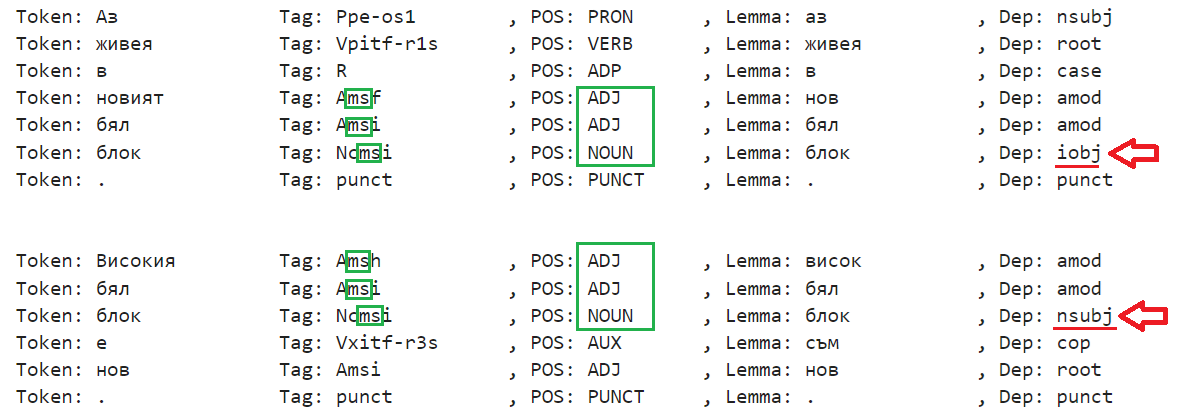 Token: Аз Tag: Ppe-os1 , POS: PRON , Lemma: аз , Dep: nsubj
Token: живея Tag: Vpitf-r1s , POS: VERB , Lemma: живея , Dep: root
Token: в Tag: R , POS: ADP , Lemma: в , Dep: case
Token: новият Tag: Amsf , POS: ADJ , Lemma: нов , Dep: amod
Token: бял Tag: Amsi , POS: ADJ , Lemma: бял , Dep: amod
Token: блок Tag: Ncmsi , POS: NOUN , Lemma: блок , Dep: iobj
Token: . Tag: punct , POS: PUNCT , Lemma: . , Dep: punct
Token: Високия Tag: Amsh , POS: ADJ , Lemma: висок , Dep: amod
Token: бял Tag: Amsi , POS: ADJ , Lemma: бял , Dep: amod
Token: блок Tag: Ncmsi , POS: NOUN , Lemma: блок , Dep: nsubj
Token: е Tag: Vxitf-r3s , POS: AUX , Lemma: съм , Dep: cop
Token: нов Tag: Amsi , POS: ADJ , Lemma: нов , Dep: root
Token: . Tag: punct , POS: PUNCT , Lemma: . , Dep: punct